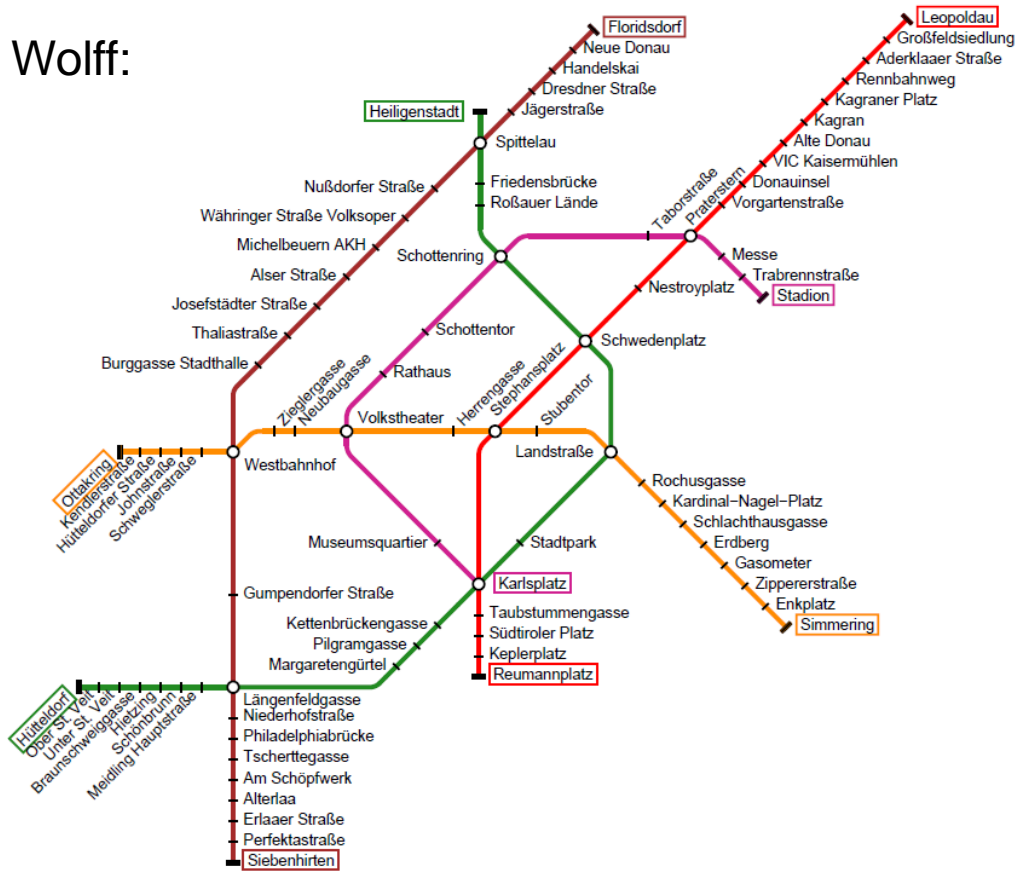 Wolff:
Floridsdorf
Neue Donau
Handelskai
Dresdner Straße
Jägerstraße
Heiligenstadt
Spittelau
Leopoldau
Großfeldsiedlung
Aderklaaer Straße
Rennbahnweg
Kagraner Platz
Kagran
Alte Donau
VIC Kaisermühlen
Donauinsel
Vorgartenstraße
Praterstern
Taborstraße
Friedensbrücke
Roßauer Lände
Nußdorfer Straße
Währinger Straße Volksoper
Michelbeuern AKH
Alser Straße
Josefstädter Straße
Thaliastraße
Burggasse Stadthalle
Schottenring
Messe
Trabrennstraße
Stadion
Nestroyplatz
Schwedenplatz
Schottentor
Rathaus
Zieglergasse
Neubaugasse
Volkstheater
Herrengasse
Stephansplatz
Stubentor
Landstraße
Westbahnhof
Ottakring
Kendlerstraße
Hütteldorfer Straße
Johnstraße
Schweglerstraße
Rochusgasse
Kardinal-Nagel-Platz
Schlachthausgasse
Erdberg
Gasometer
Zippererstraße
Enkplatz
Simmering
Museumsquartier
Stadtpark
Karlsplatz
Gumpendorfer Straße
Kettenbrückengasse
Pilgramgasse
Margaretengürtel
Taubstummengasse
Südtiroler Platz
Keplerplatz
Reumannplatz
Hütteldorf
Ober St. Veit
Unter St. Veit
Braunschweiggasse
Hietzing
Schönbrunn
Meidling Hauptstraße
Längenfeldgasse
Niederhofstraße
Philadelphiabrücke
Tscherttegasse
Am Schöpfwerk
Alterlaa
Erlaaer Straße
Perfektastraße
Siebenhirten